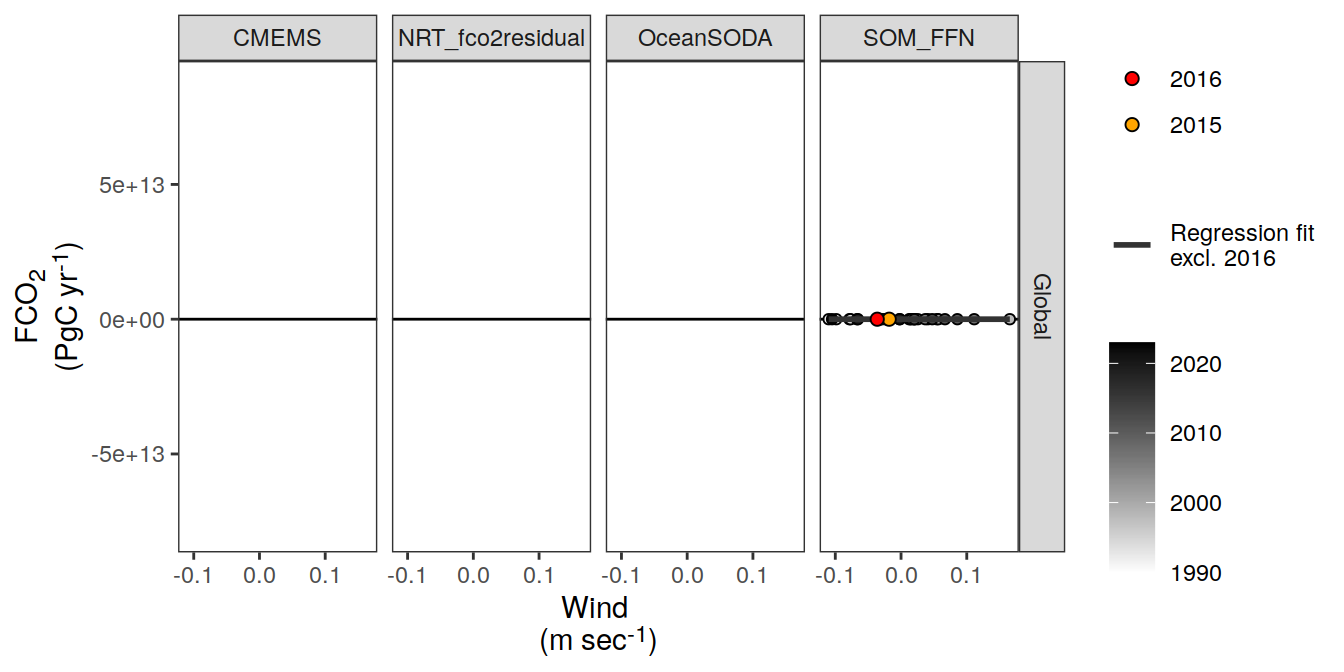 CMEMS
NRT_fco2residual
OceanSODA
SOM_FFN
Global
5e+13
0e+00
-5e+13
FCO₂
(PgC yr⁻¹)
-0.1 0.0 0.1
-0.1 0.0 0.1
-0.1 0.0 0.1
-0.1 0.0 0.1
Wind
(m sec⁻¹)
2016
2015
Regression fit
excl. 2016
2020
2010
2000
1990